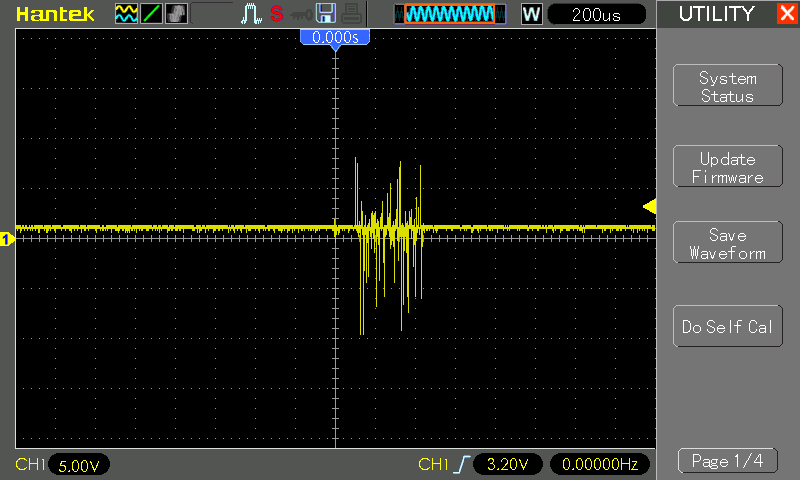 Hantek
S
W
200us
UTILITY
0.000s
System
Status
Update
Firmware
Save
Waveform
Do Self Cal
1
CH1 5.00V
CH1 3.20V 0.00000Hz
Page 1/4